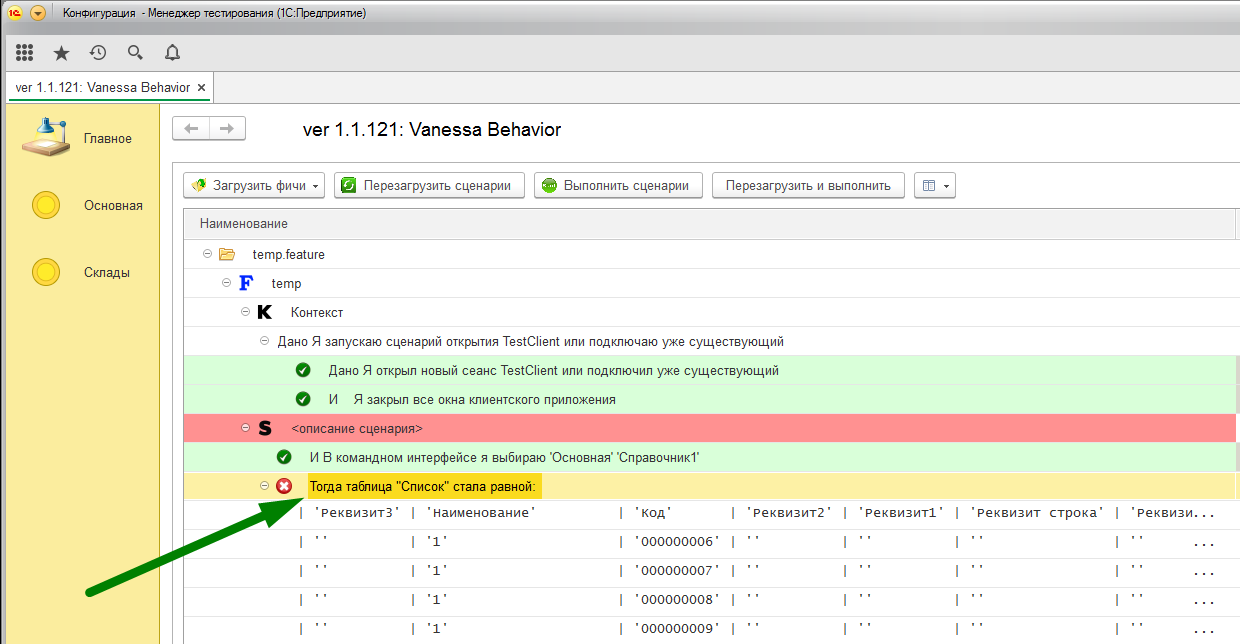 Конфигурация - Менеджер тестирования (1С:Предприятие)
ver 1.1.121: Vanessa Behavior ×
Главное
Основная
Склады
ver 1.1.121: Vanessa Behavior
Загрузить фичи Перезагрузить сценарии Выполнить сценарии Перезагрузить и выполнить
Наименование
temp.feature
F temp
K Контекст
Дано Я запускаю сценарий открытия TestClient или подключаю уже существующий
Дано Я открыл новый сеанс TestClient или подключил уже существующий
И Я закрыл все окна клиентского приложения
S <описание сценария>
И В командном интерфейсе я выбираю 'Основная' 'Справочник1'
Тогда таблица "Список" стала равной:
| 'Реквизит3' | 'Наименование' | 'Код' | 'Реквизит2' | 'Реквизит1' | 'Реквизит строка' | 'Реквизи...
| '' | '1' | '000000006' | '' | '' | '' | '' ...
| '' | '1' | '000000007' | '' | '' | '' | '' ...
| '' | '1' | '000000008' | '' | '' | '' | '' ...
| '' | '1' | '000000009' | '' | '' | '' | '' ...